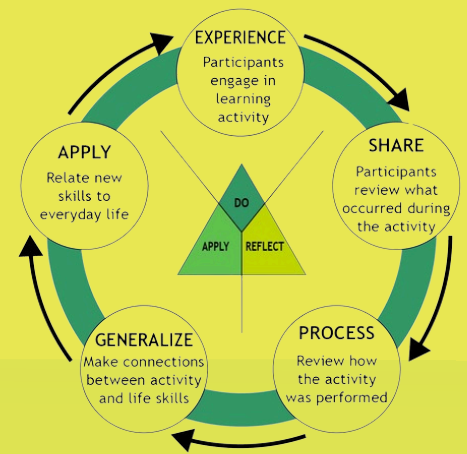 EXPERIENCE
Participants
engage in
learning
activity
SHARE
Participants
review what
occurred during
the activity
PROCESS
Review how
the activity
was performed
GENERALIZE
Make connections
between activity
and life skills
APPLY
Relate new
skills to
everyday life
DO
APPLY
REFLECT